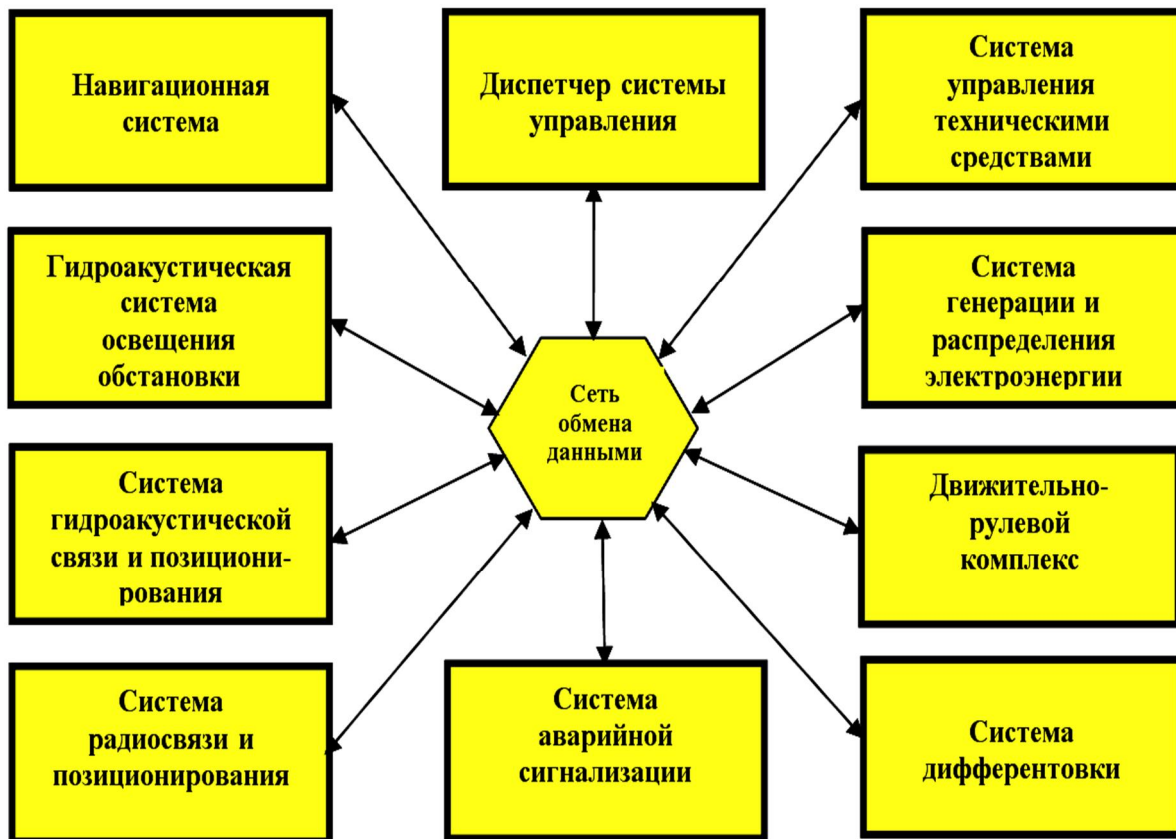 Навигационная
система
Диспетчер системы
управления
Система
управления
техническими
средствами
Гидроакустическая
система
освещения
обстановки
Система
генерации и
распределения
электроэнергии
Сеть
обмена
данными
Система
гидроакустической
связи и позициони-
рования
Движительно-
рулевой
комплекс
Система
радиосвязи и
позиционирования
Система
аварийной
сигнализации
Система
дифферентовки